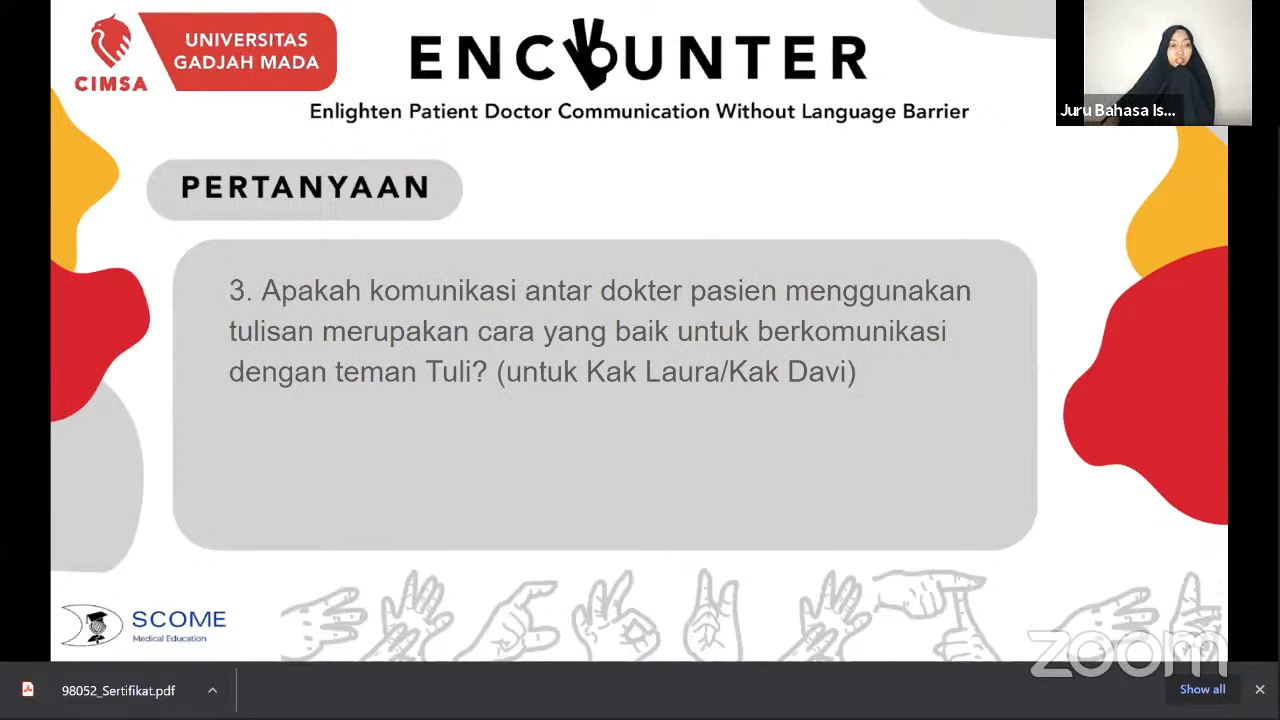 CIMSA
UNIVERSITAS
GADJAH MADA
ENCOUNTER
Enlighten Patient Doctor Communication Without Language Barrier
Juru Bahasa Is...
PERTANYAAN
3. Apakah komunikasi antar dokter pasien menggunakan
tulisan merupakan cara yang baik untuk berkomunikasi
dengan teman Tuli? (untuk Kak Laura/Kak Davi)
SCOME
Medical Education
zoom
98052_Sertifikat.pdf
Show all